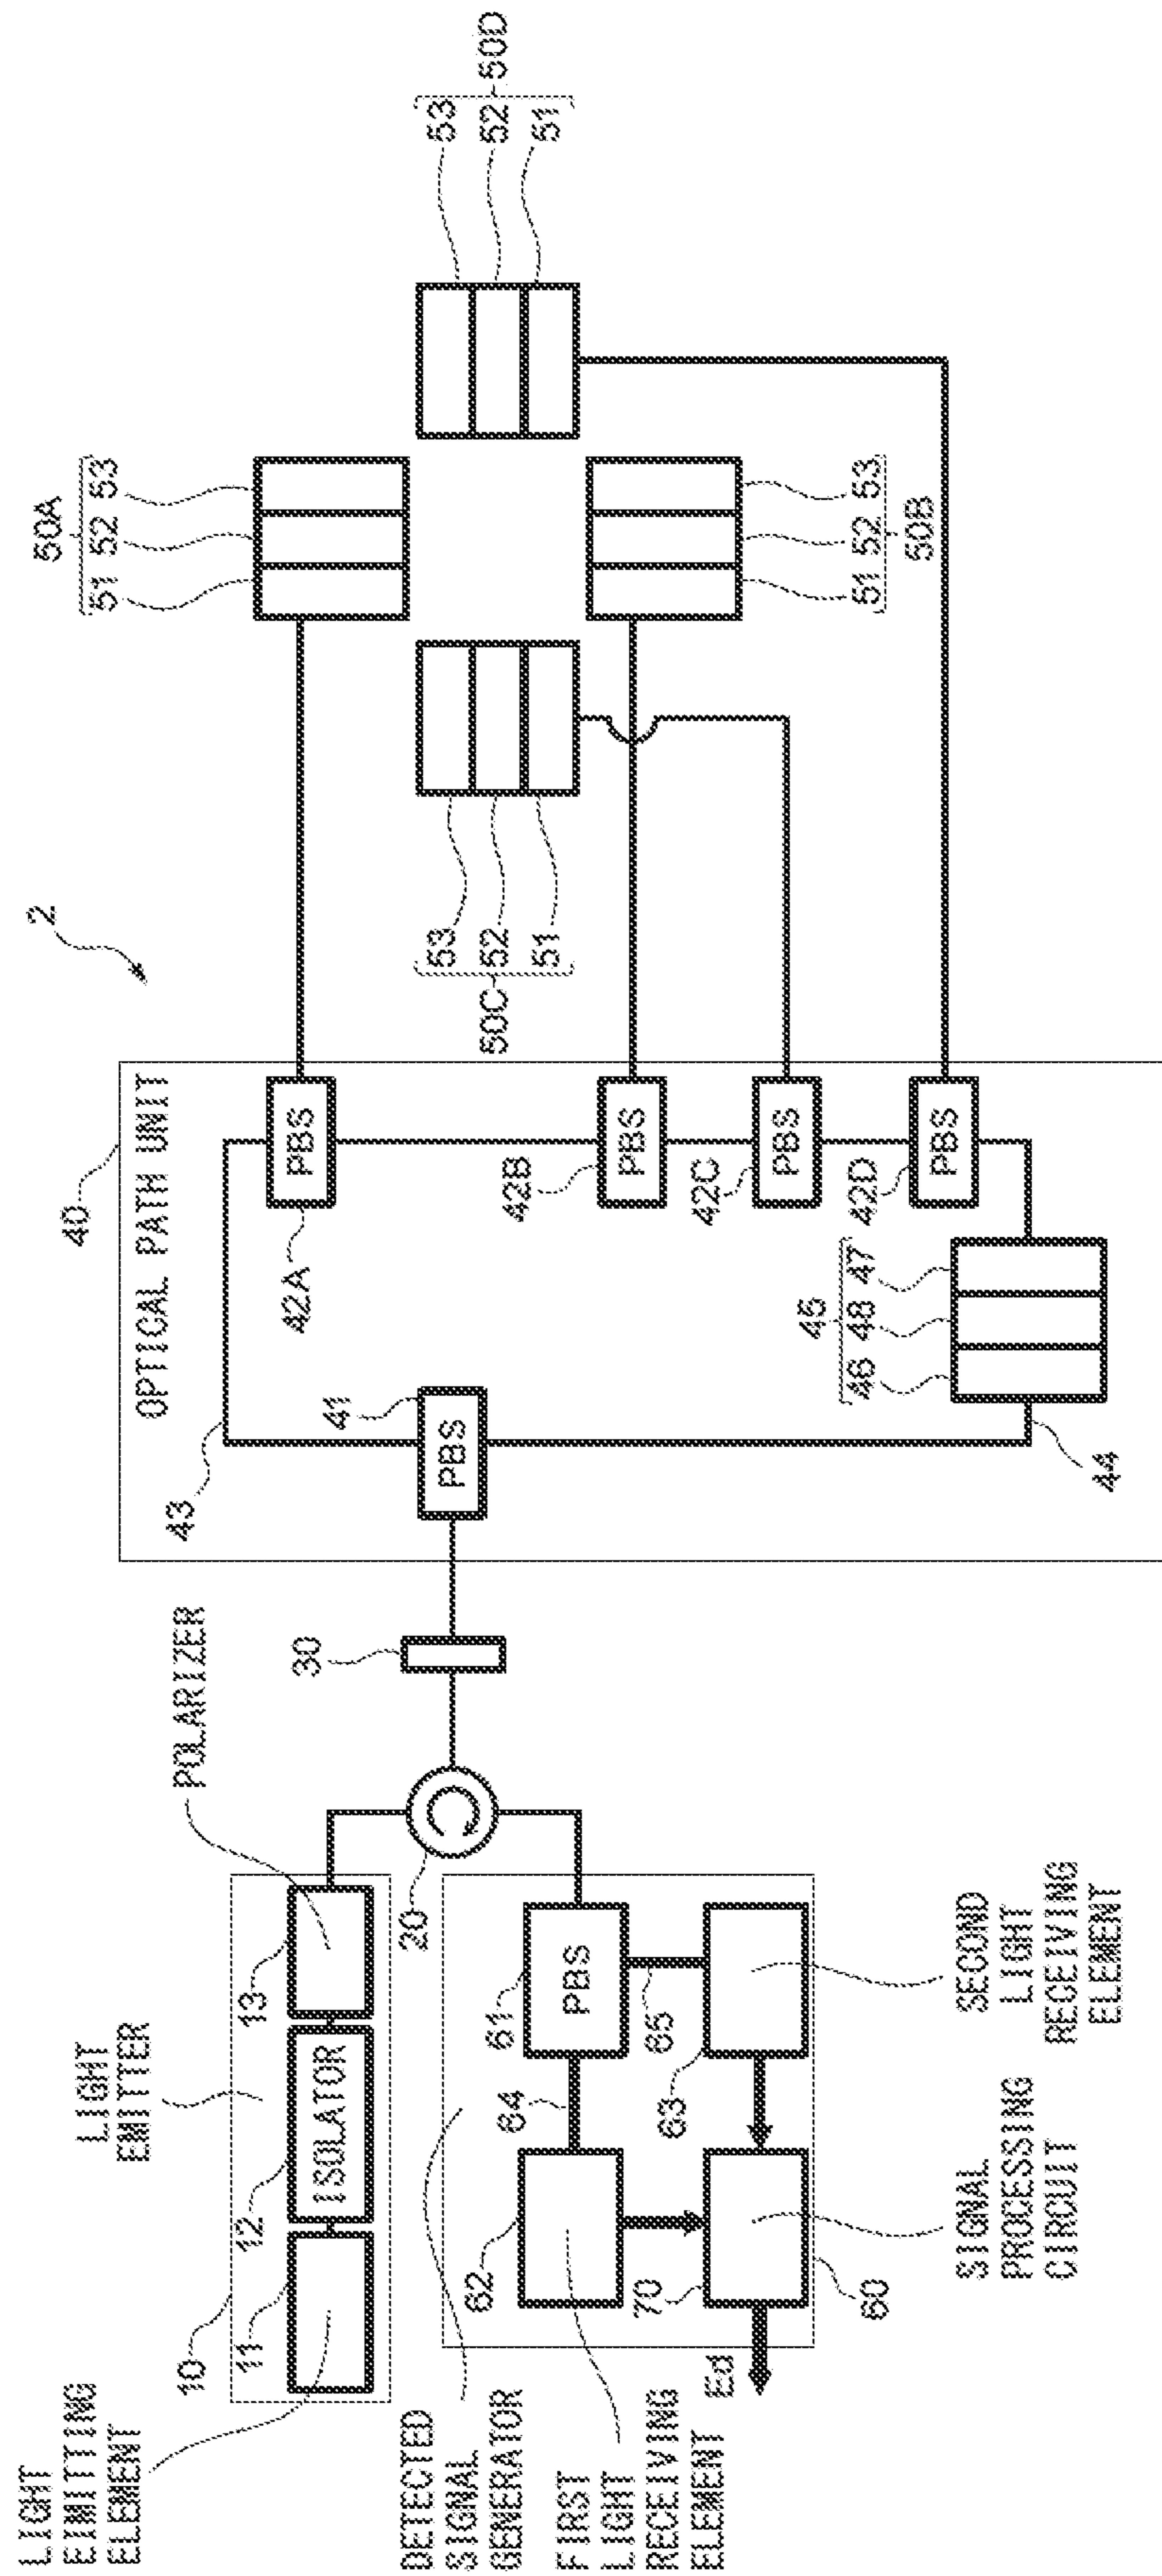 2
LIGHT
EIMITTING
ELEMENT
10
11
12
ISOLATOR
LIGHT
EMITTER
13
POLARIZER
20
30
40
OPTICAL PATH UNIT
43
41
PBS
42A
PBS
42B
PBS
42C
PBS
42D
PBS
45
46 48 47
44
50A
51 52 53
50C
53
52
51
50D
53
52
51
51 52 53
50B
DETECTED
SIGNAL
GENERATOR
FIRST
LIGHT
RECEIVING
ELEMENT
61
PBS
62
64
65
63
70
60
Ed
SECOND
LIGHT
RECEIVING
ELEMENT
SIGNAL
PROCESSING
CIRCUIT